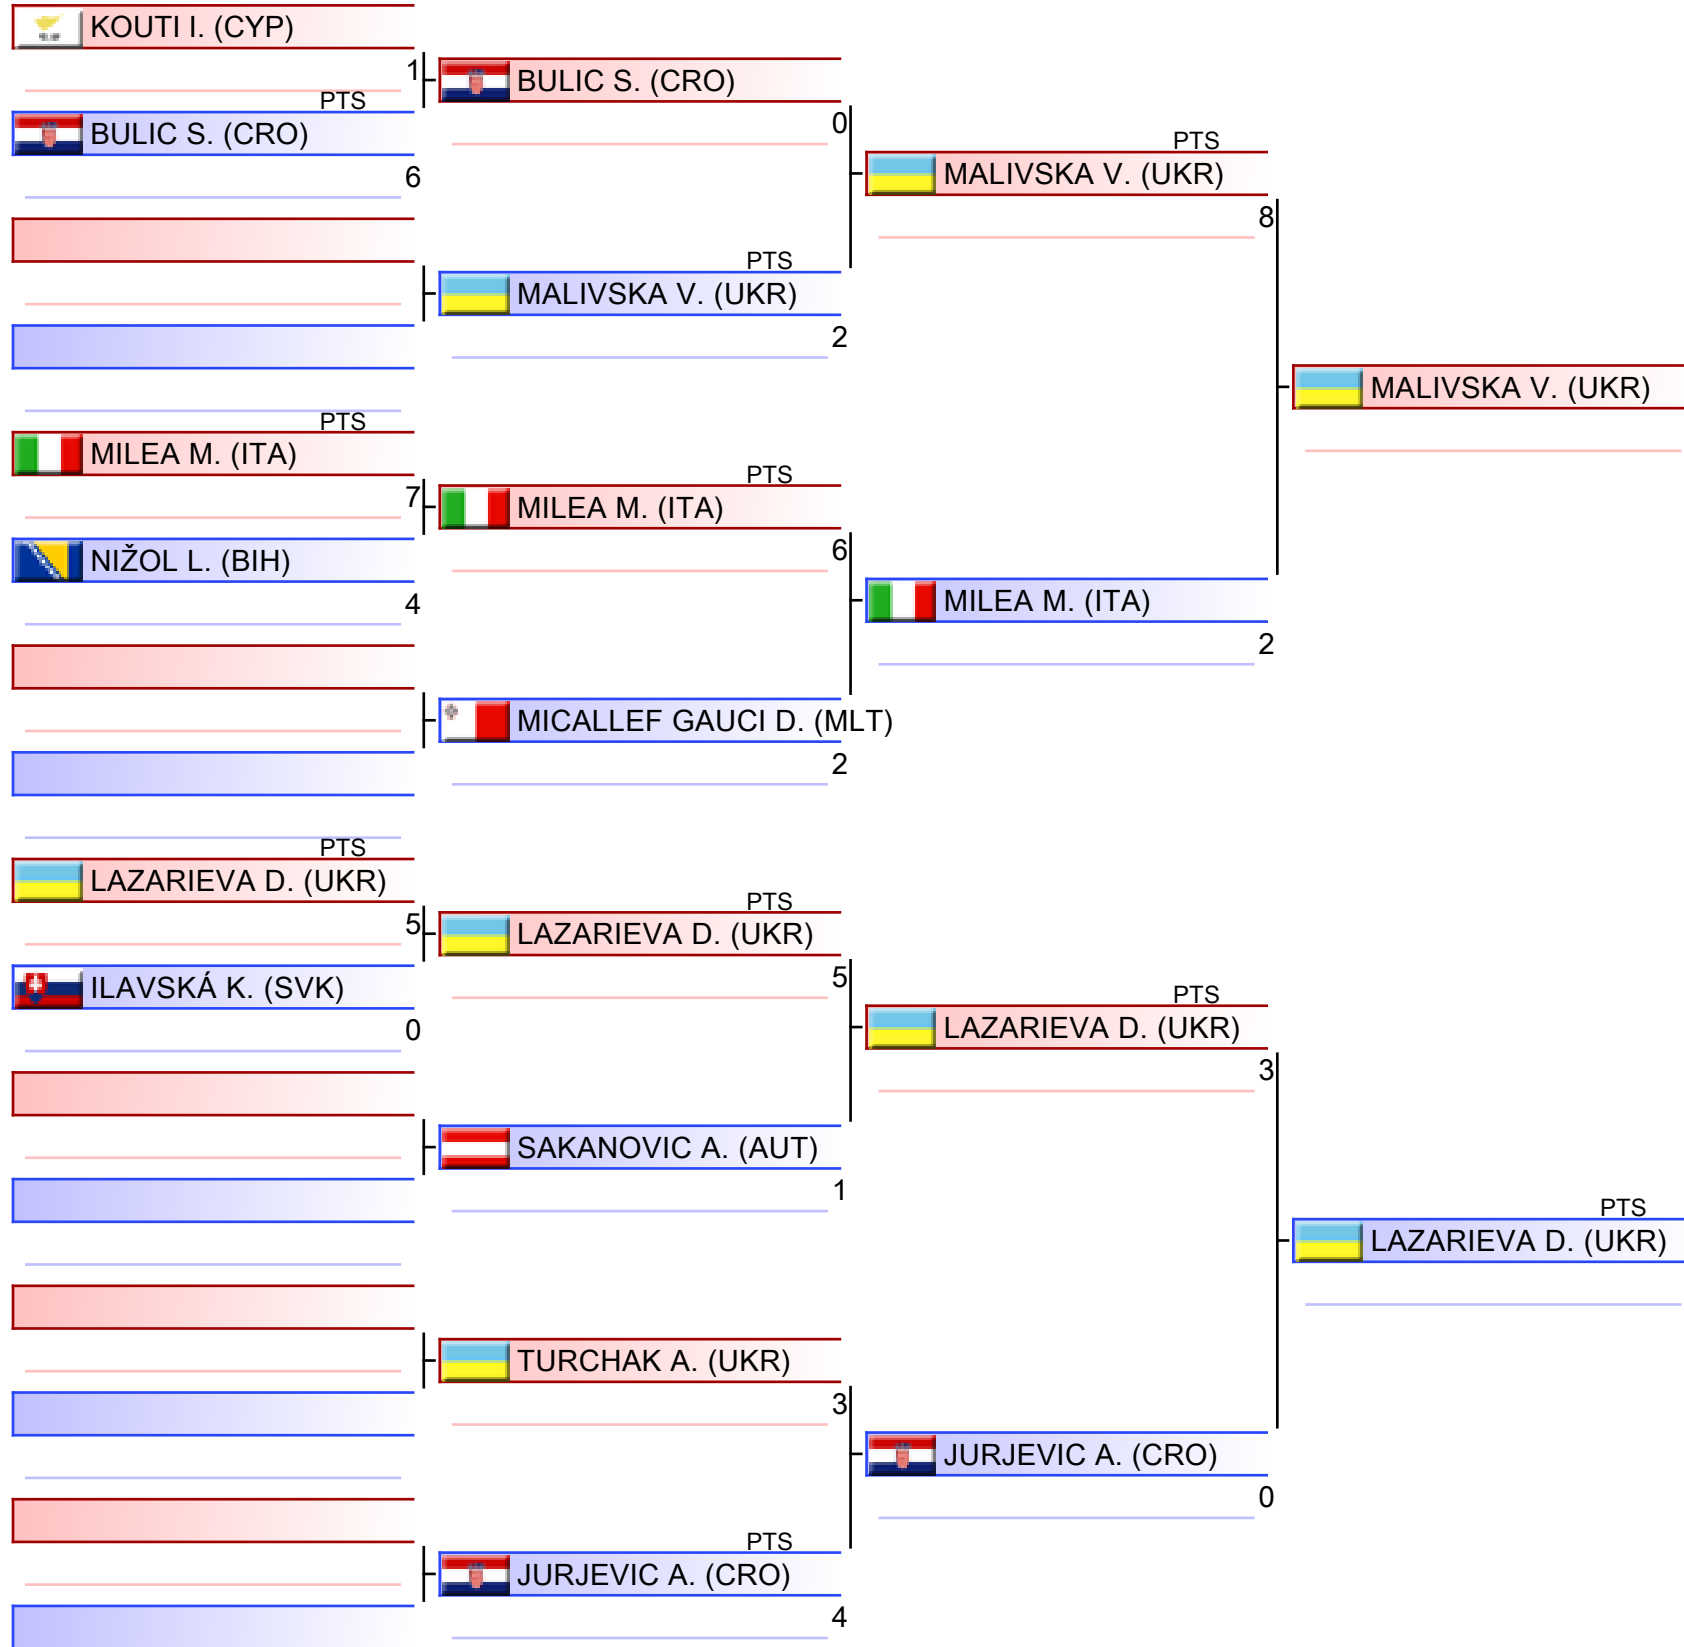 KOUTI I. (CYP)
1
PTS
BULIC S. (CRO)
6
PTS
MILEA M. (ITA)
7
NIŽOL L. (BIH)
4
PTS
LAZARIEVA D. (UKR)
5
ILAVSKÁ K. (SVK)
0
BULIC S. (CRO)
0
PTS
MALIVSKA V. (UKR)
2
PTS
MILEA M. (ITA)
6
MICALLEF GAUCI D. (MLT)
2
PTS
LAZARIEVA D. (UKR)
5
SAKANOVIC A. (AUT)
1
TURCHAK A. (UKR)
3
PTS
JURJEVIC A. (CRO)
4
PTS
MALIVSKA V. (UKR)
8
MILEA M. (ITA)
2
PTS
LAZARIEVA D. (UKR)
3
JURJEVIC A. (CRO)
0
MALIVSKA V. (UKR)
PTS
LAZARIEVA D. (UKR)